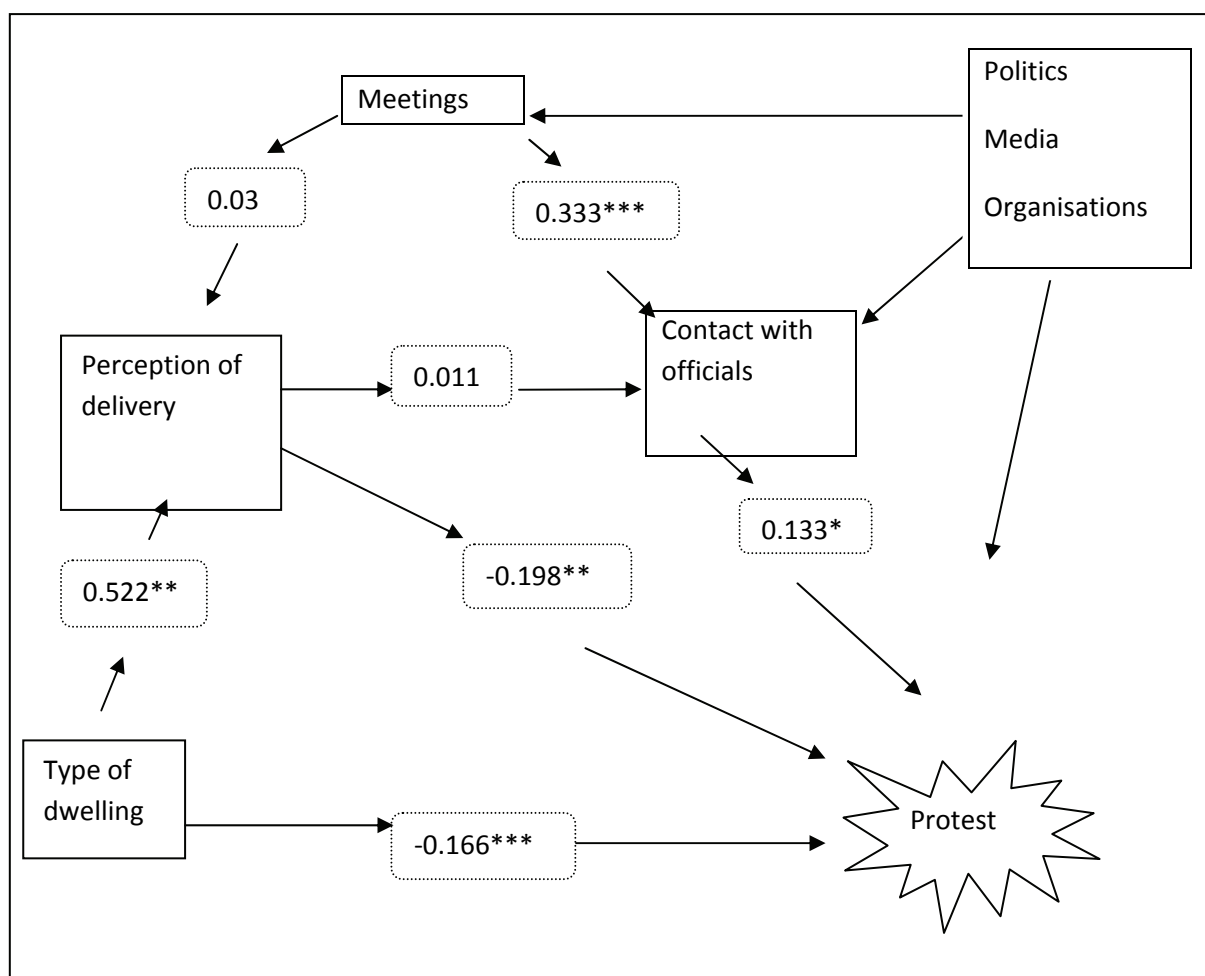 Politics
Meetings
Media
Organisations
0.03
0.333***
Contact with
officials
Perception of
delivery
0.011
0.133*
-0.198**
0.522**
Type of
dwelling
Protest
-0.166***